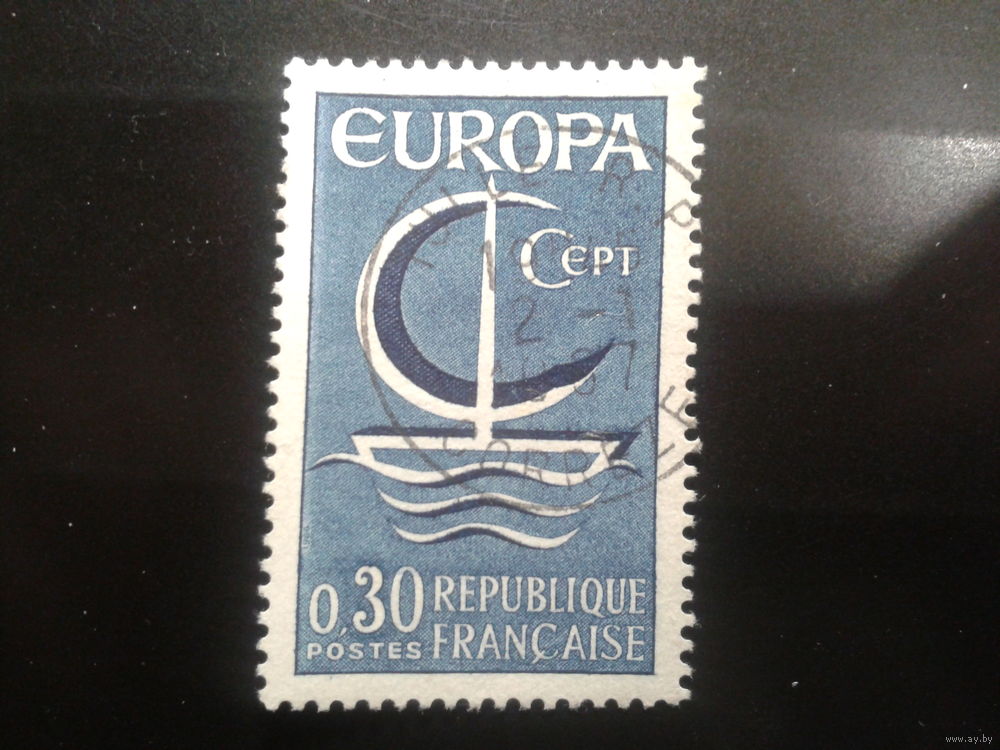 EUROPA
CEPT
0,30 REPUBLIQUE
POSTES FRANÇAISE
www.ay.by